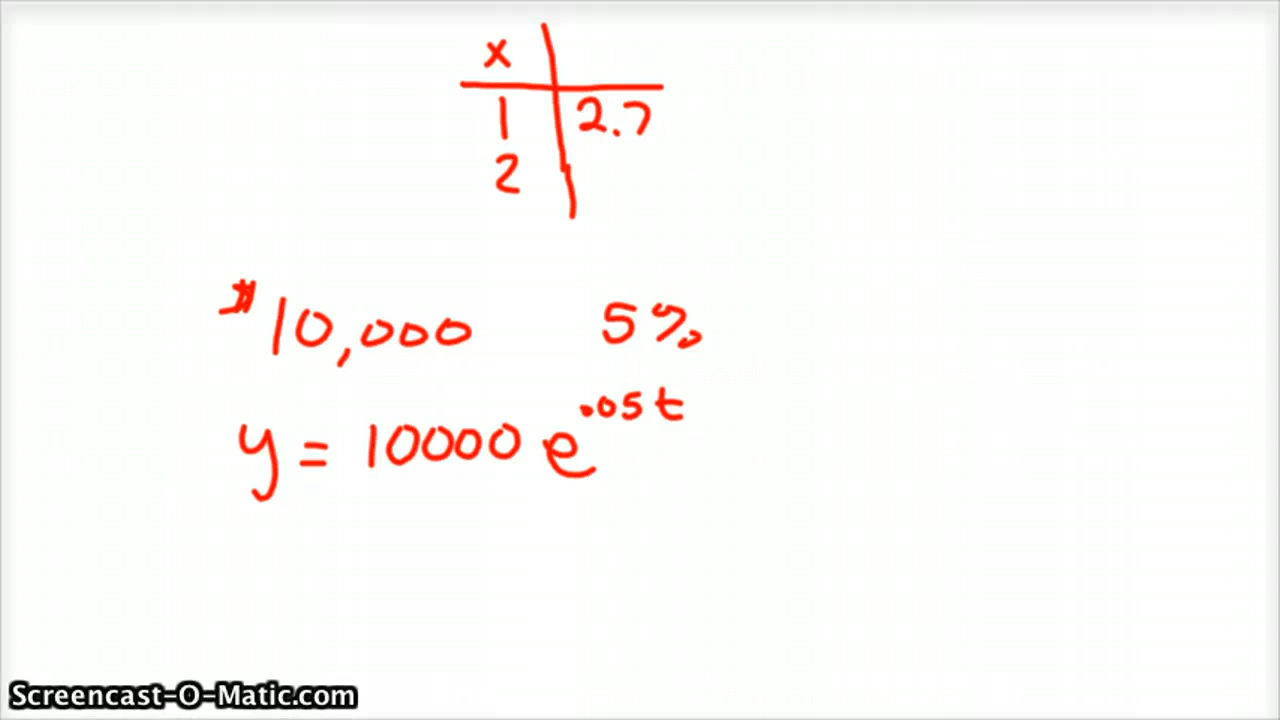 x
1 2.7
2
$10,000 5%
y = 10000 e^.05t
Screencast-O-Matic.com